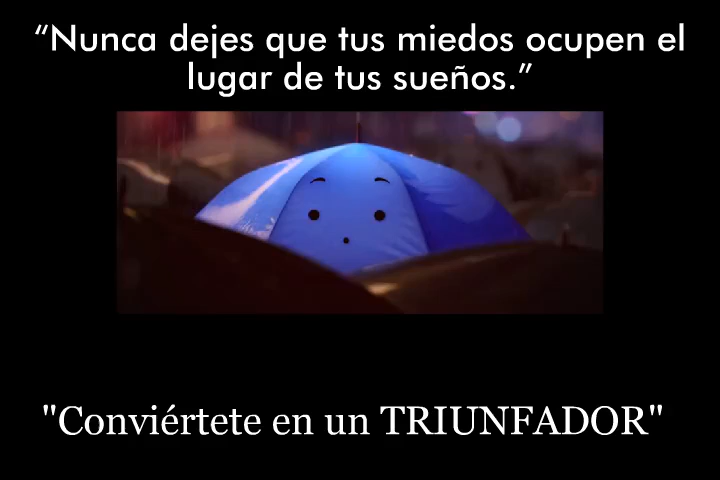 “Nunca dejes que tus miedos ocupen el
lugar de tus sueños.”
"Conviértete en un TRIUNFADOR"